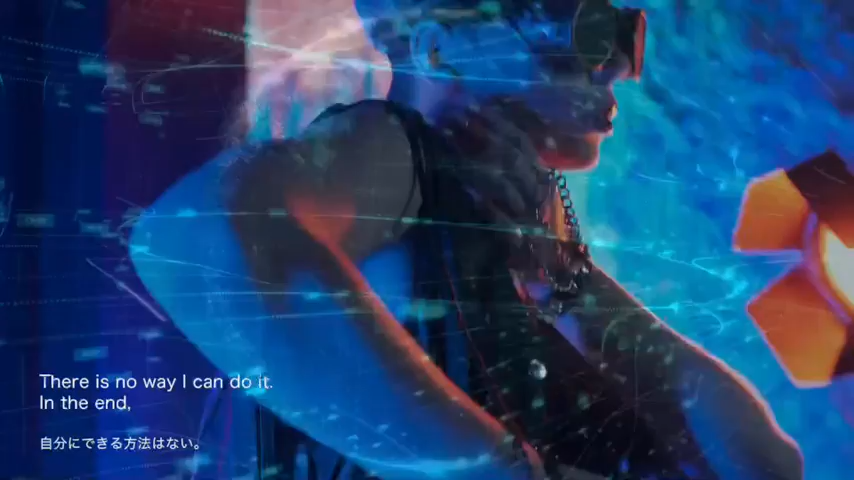 There is no way I can do it.
In the end,
自分にできる方法はない。